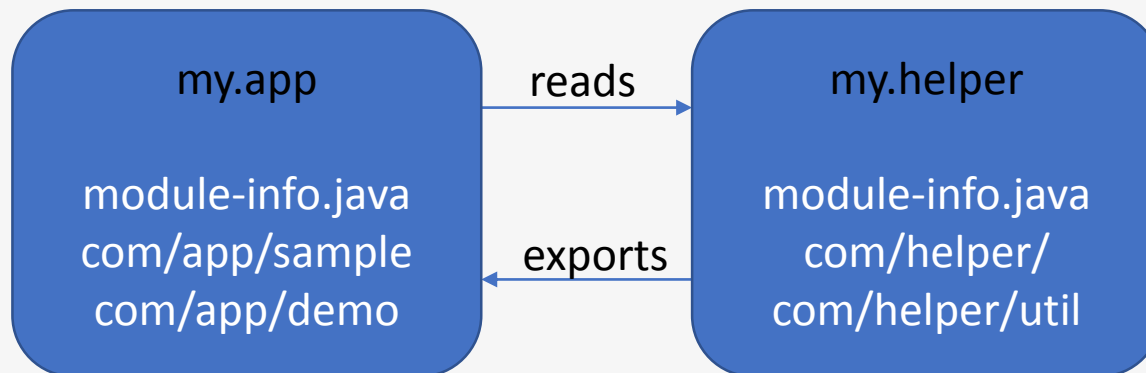 my.app
module-info.java
com/app/sample
com/app/demo
reads
exports
my.helper
module-info.java
com/helper/
com/helper/util